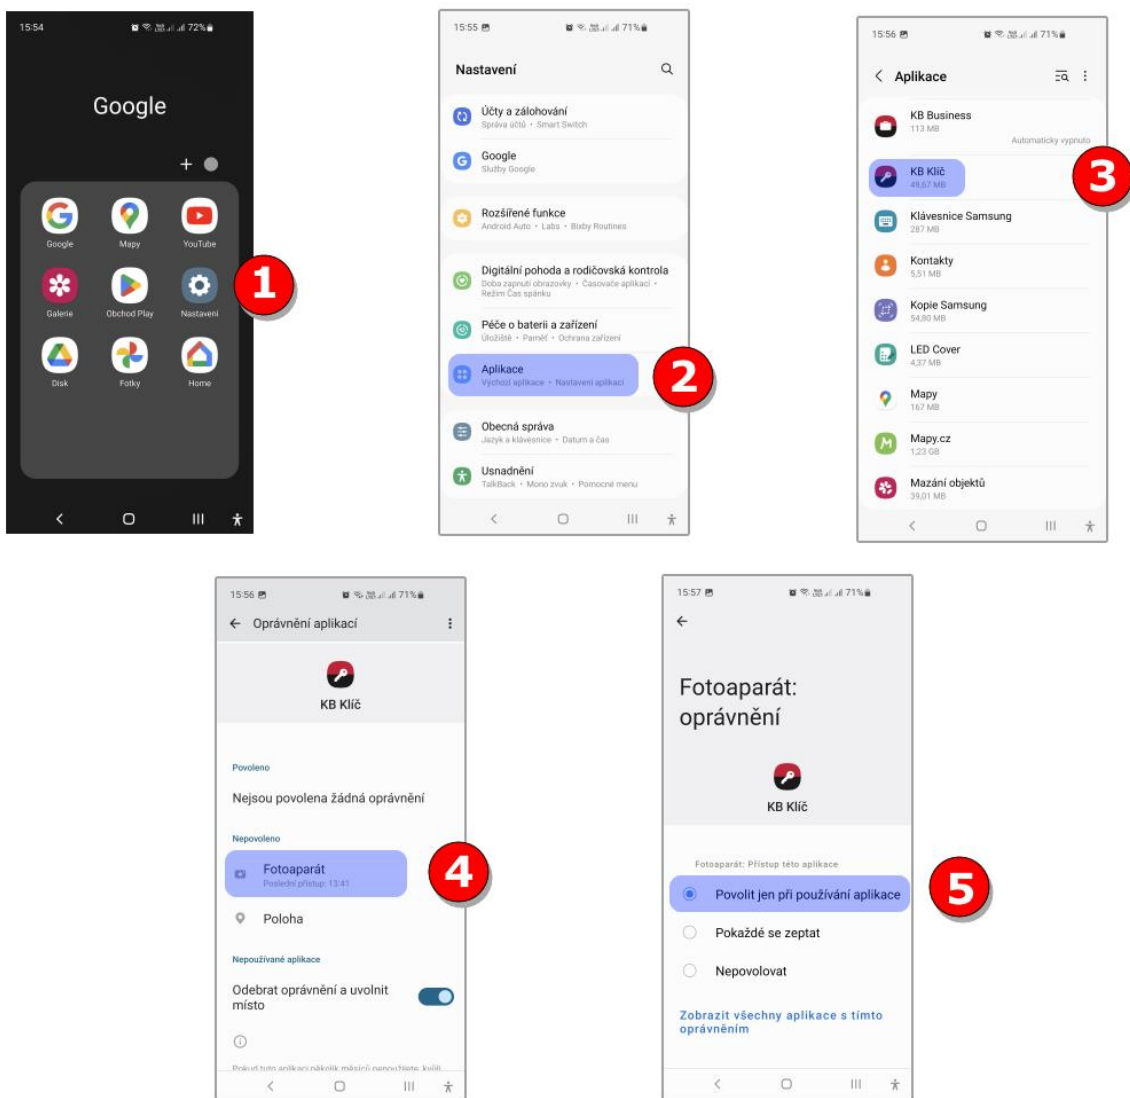 15:54
72%
Google
Google
Mapy
YouTube
Galerie
Obchod Play
Nastavení
Disk
Fotky
Home
1
15:55
71%
Nastavení
Účty a zálohování
Správa účtů • Smart Switch
Google
Služby Google
Rozšířené funkce
Android Auto • Labs • Bixby Routines
Digitální pohoda a rodičovská kontrola
Doba zapnutí obrazovky • Časovače aplikací •
Režim Čas spánku
Péče o baterii a zařízení
Úložiště • Paměť • Ochrana zařízení
Aplikace
Výchozí aplikace • Nastavení aplikací
Obecná správa
Jazyk a klávesnice • Datum a čas
Usnadnění
TalkBack • Mono zvuk • Pomocné menu
2
15:56
71%
Aplikace
KB Business
113 MB
Automaticky vypnuto
KB Klíč
49,67 MB
Klávesnice Samsung
287 MB
Kontakty
5,51 MB
Kopie Samsung
54,80 MB
LED Cover
4,37 MB
Mapy
167 MB
Mapy.cz
1,23 GB
Mazání objektů
39,01 MB
3
15:56
71%
Oprávnění aplikací
KB Klíč
Povoleno
Nejsou povolena žádná oprávnění
Nepovoleno
Fotoaparát
Poslední přístup: 13:41
Poloha
Nepoužívané aplikace
Odebrat oprávnění a uvolnit
místo
Pokud tuto aplikaci několik měsíců nepoužijete, kvůli
4
15:57
71%
Fotoaparát:
oprávnění
KB Klíč
Fotoaparát: Přístup této aplikace
Povolit jen při používání aplikace
Pokaždé se zeptat
Nepovolovat
Zobrazit všechny aplikace s tímto
oprávněním
5